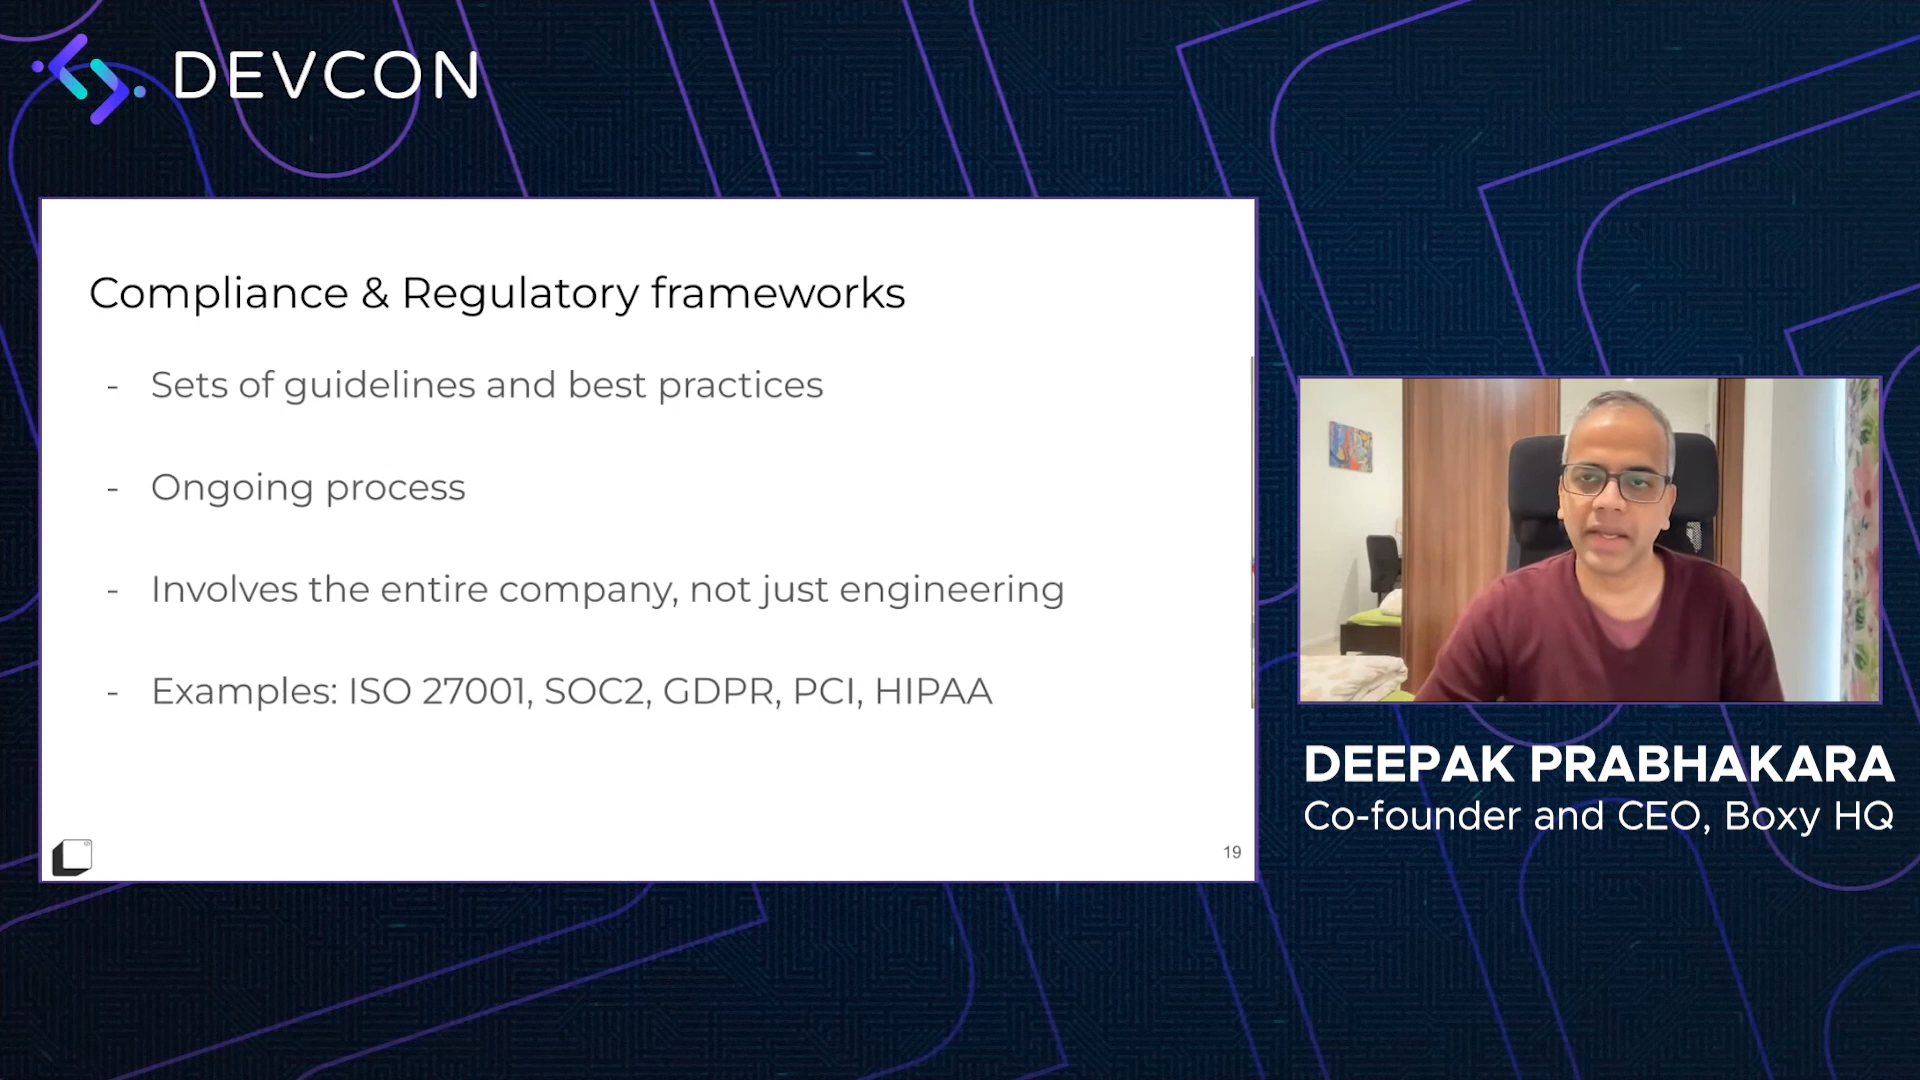 DEVCON
Compliance & Regulatory frameworks
- Sets of guidelines and best practices
- Ongoing process
- Involves the entire company, not just engineering
- Examples: ISO 27001, SOC2, GDPR, PCI, HIPAA
19
DEEPAK PRABHAKARA
Co-founder and CEO, Boxy HQ